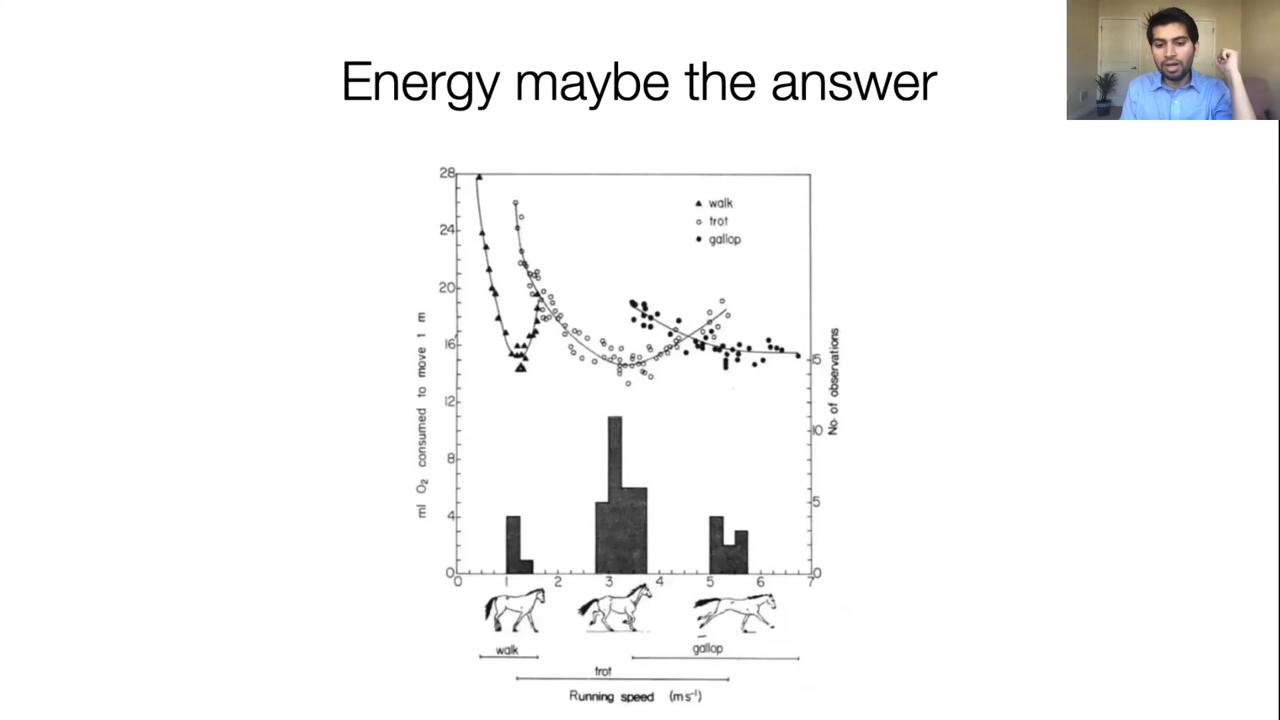 Energy maybe the answer
28
24
20
16
12
8
4
0
ml O2 consumed to move 1 m
walk
trot
gallop
15
10
5
0
No. of observations
0 1 2 3 4 5 6 7
walk
gallop
trot
Running speed (m s⁻¹)